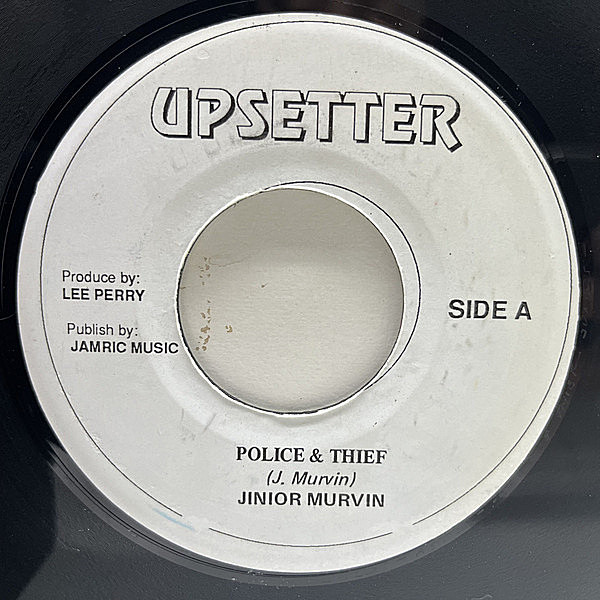 UPSETTER
Produce by:
LEE PERRY
Publish by:
JAMRIC MUSIC
SIDE A
POLICE & THIEF
(J. Murvin)
JINIOR MURVIN